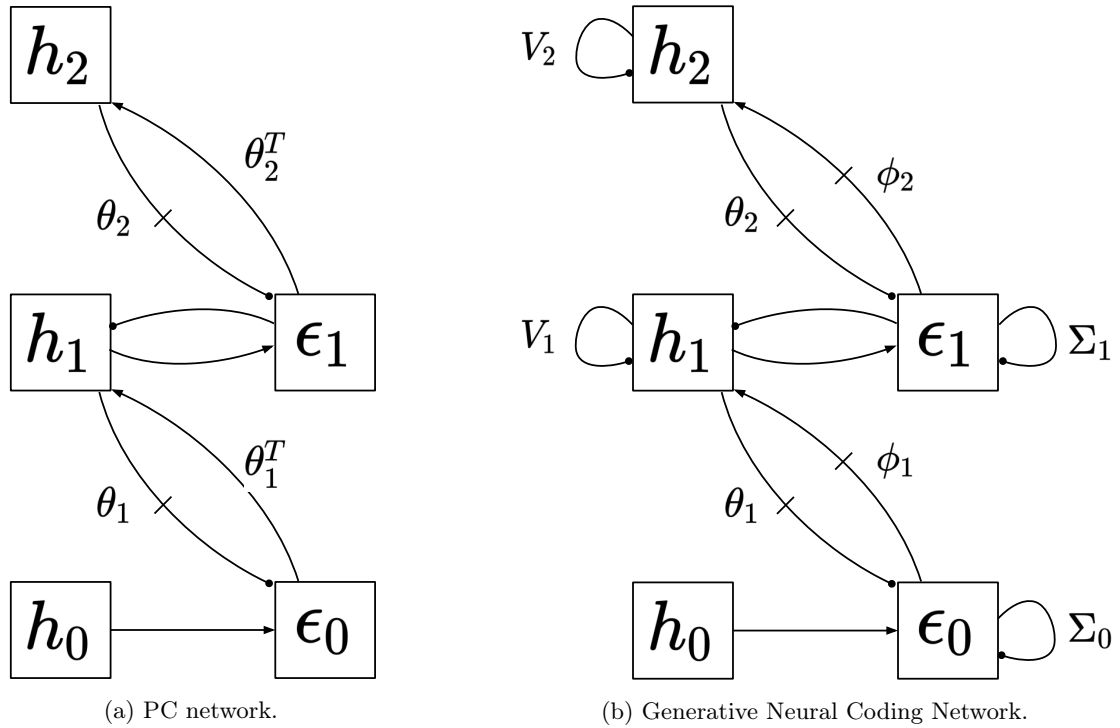 h₂
θ₂ᵀ
θ₂
h₁
ϵ₁
θ₁ᵀ
θ₁
h₀
ϵ₀
(a) PC network.
V₂
h₂
ϕ₂
θ₂
V₁
h₁
ϵ₁
Σ₁
ϕ₁
θ₁
h₀
ϵ₀
Σ₀
(b) Generative Neural Coding Network.